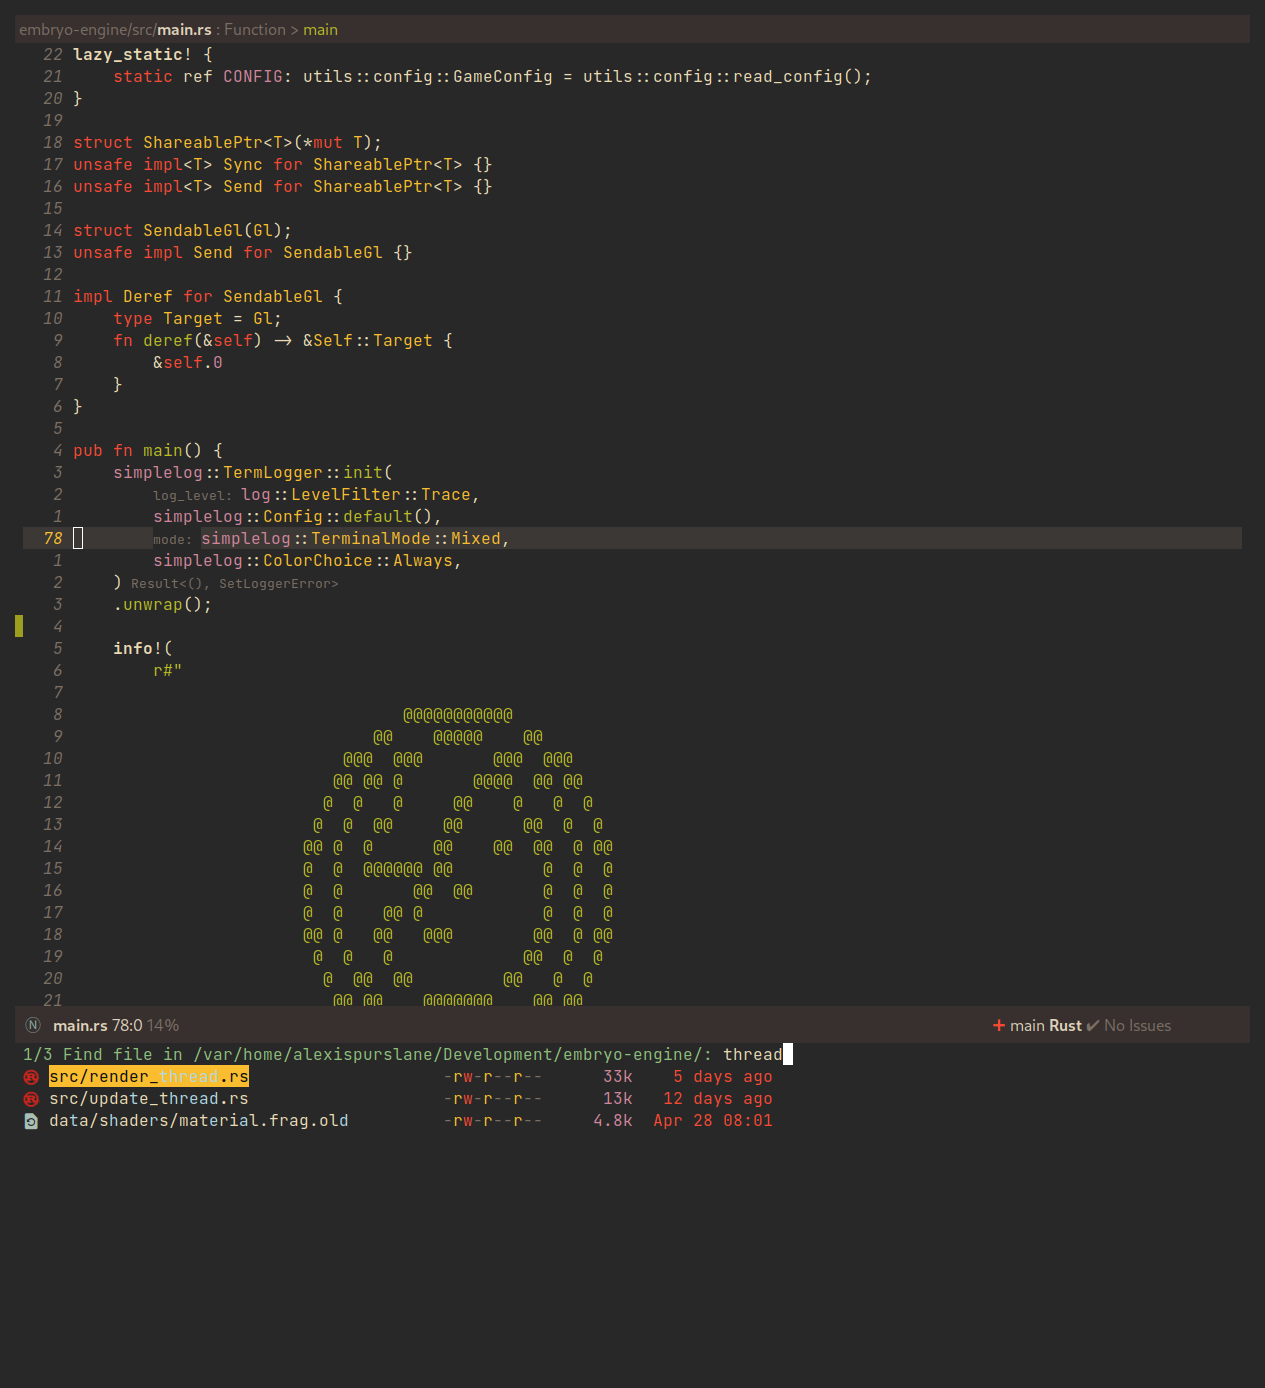 embryo-engine/src/main.rs : Function > main
22 lazy_static! {
21     static ref CONFIG: utils::config::GameConfig = utils::config::read_config();
20 }
19
18 struct ShareablePtr<T>(*mut T);
17 unsafe impl<T> Sync for ShareablePtr<T> {}
16 unsafe impl<T> Send for ShareablePtr<T> {}
15
14 struct SendableGl(Gl);
13 unsafe impl Send for SendableGl {}
12
11 impl Deref for SendableGl {
10     type Target = Gl;
 9     fn deref(&self) -> &Self::Target {
 8         &self.0
 7     }
 6 }
 5
 4 pub fn main() {
 3     simplelog::TermLogger::init(
 2         log_level: log::LevelFilter::Trace,
 1         simplelog::Config::default(),
78         mode: simplelog::TerminalMode::Mixed,
 1         simplelog::ColorChoice::Always,
 2     ) Result<(), SetLoggerError>
 3     .unwrap();
 4
 5     info!(
 6         r#"
 7
 8                                  @@@@@@@@@@@
 9                               @@    @@@@@    @@
10                            @@@  @@@       @@@  @@@
11                           @@ @@ @       @@@@  @@ @@
12                          @  @   @     @@    @   @  @
13                         @  @  @@     @@      @@  @  @
14                        @@ @  @      @@    @@  @@  @ @@
15                        @  @  @@@@@@ @@         @  @  @
16                        @  @       @@  @@       @  @  @
17                        @  @    @@ @            @  @  @
18                        @@ @   @@   @@@        @@  @ @@
19                         @  @   @             @@  @  @
20                          @  @@  @@         @@   @  @
21                           @@ @@    @@@@@@@    @@ @@
N main.rs 78:0 14% + main Rust ✔ No Issues
1/3 Find file in /var/home/alexispurslane/Development/embryo-engine/: thread
src/render_thread.rs -rw-r--r-- 33k 5 days ago
src/update_thread.rs -rw-r--r-- 13k 12 days ago
data/shaders/material.frag.old -rw-r--r-- 4.8k Apr 28 08:01